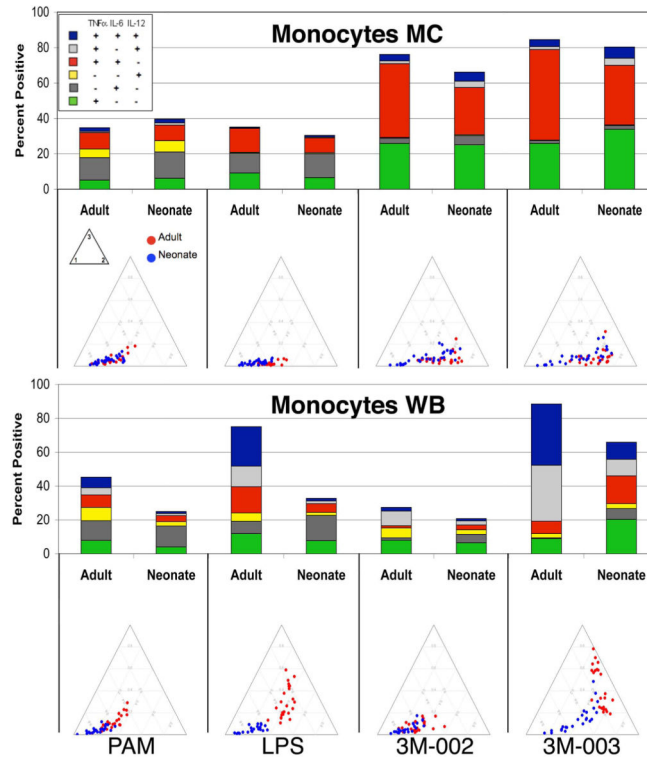 Monocytes MC
Percent Positive
100
80
60
40
20
0
TNFα IL-6 IL-12
+ + +
+ - +
+ + -
- - +
- + -
+ - -
Adult Neonate Adult Neonate Adult Neonate Adult Neonate
3
1 2
Adult
Neonate
Monocytes WB
Percent Positive
100
80
60
40
20
0
Adult Neonate Adult Neonate Adult Neonate Adult Neonate
PAM LPS 3M-002 3M-003